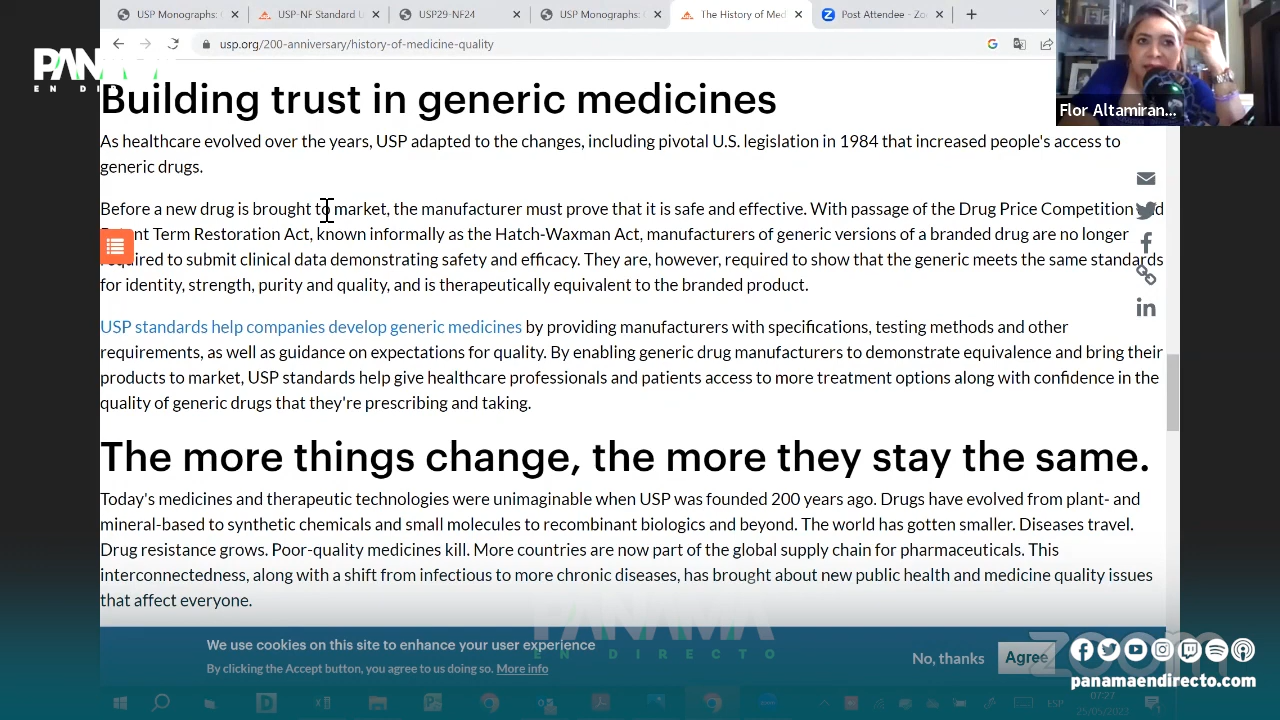 USP Monographs:
USP-NF Standard
USP29-NF24
USP Monographs:
The History of Med
Post Attendee - Zo
usp.org/200-anniversary/history-of-medicine-quality
PANAMA
Flor Altamiran...
Building trust in generic medicines
As healthcare evolved over the years, USP adapted to the changes, including pivotal U.S. legislation in 1984 that increased people's access to
generic drugs.
Before a new drug is brought to market, the manufacturer must prove that it is safe and effective. With passage of the Drug Price Competition
Term Restoration Act, known informally as the Hatch-Waxman Act, manufacturers of generic versions of a branded drug are no longer
to submit clinical data demonstrating safety and efficacy. They are, however, required to show that the generic meets the same standards
for identity, strength, purity and quality, and is therapeutically equivalent to the branded product.
USP standards help companies develop generic medicines by providing manufacturers with specifications, testing methods and other
requirements, as well as guidance on expectations for quality. By enabling generic drug manufacturers to demonstrate equivalence and bring their
products to market, USP standards help give healthcare professionals and patients access to more treatment options along with confidence in the
quality of generic drugs that they're prescribing and taking.
The more things change, the more they stay the same.
Today's medicines and therapeutic technologies were unimaginable when USP was founded 200 years ago. Drugs have evolved from plant- and
mineral-based to synthetic chemicals and small molecules to recombinant biologics and beyond. The world has gotten smaller. Diseases travel.
Drug resistance grows. Poor-quality medicines kill. More countries are now part of the global supply chain for pharmaceuticals. This
interconnectedness, along with a shift from infectious to more chronic diseases, has brought about new public health and medicine quality issues
that affect everyone.
PANAMA
EN DIRECTO
We use cookies on this site to enhance your user experience
By clicking the Accept button, you agree to us doing so. More info
No, thanks
Agree
zoom
panamaendirecto.com
ESP
07:27
25/05/2023